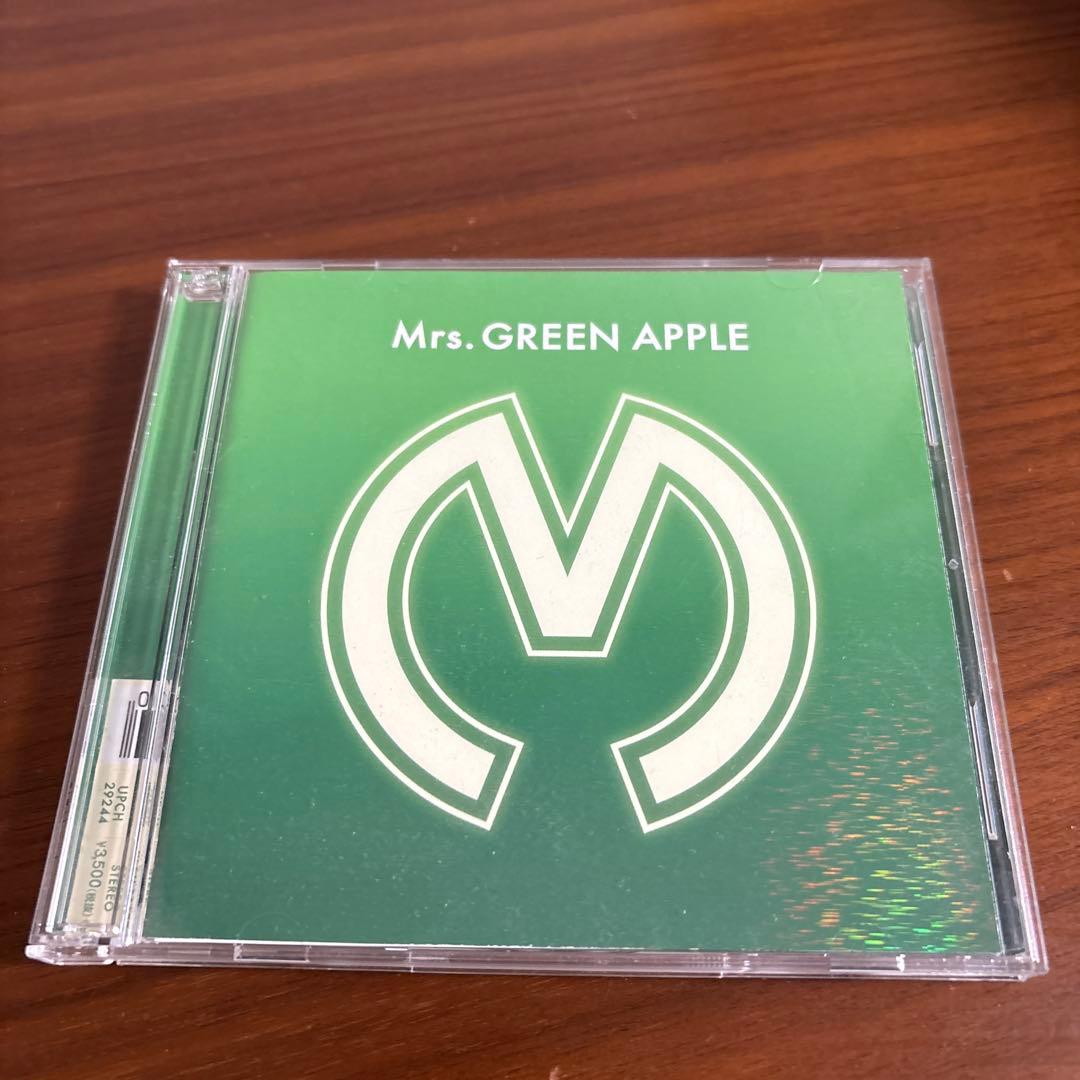 Mrs. GREEN APPLE
UPCH
29244
STEREO
¥3,500(税抜)